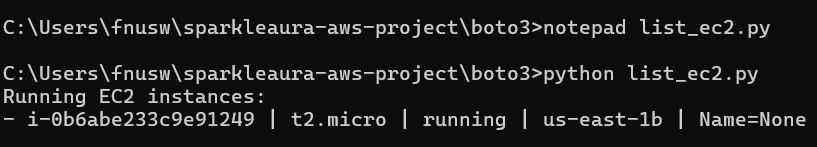 C:\Users\fnusw\sparkleaura-aws-project\boto3>notepad list_ec2.py
C:\Users\fnusw\sparkleaura-aws-project\boto3>python list_ec2.py
Running EC2 instances:
- i-0b6abe233c9e91249 | t2.micro | running | us-east-1b | Name=None